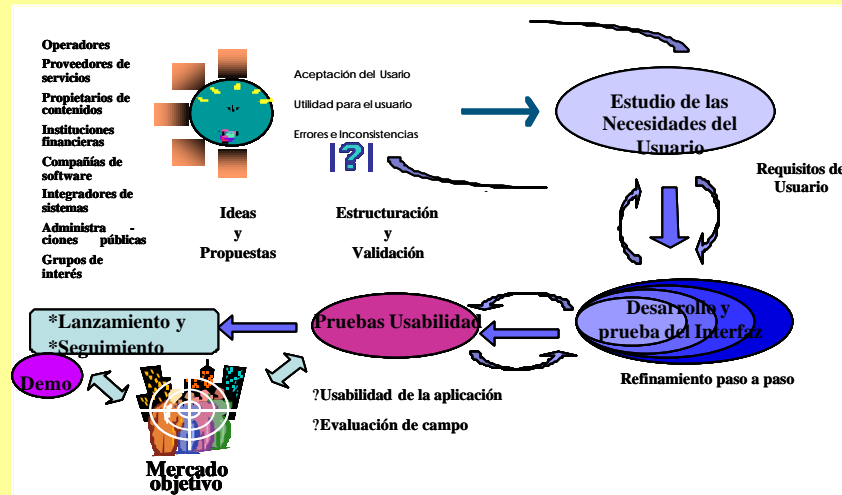 Operadores
Proveedores de
servicios
Propietarios de
contenidos
Instituciones
financieras
Compañías de
software
Integradores de
sistemas
Administra -
ciones públicas
Grupos de
interés
Ideas
y
Propuestas
Aceptación del Usario
Utilidad para el usuario
Errores e Inconsistencias
|?|
Estructuración
y
Validación
Estudio de las
Necesidades del
Usuario
Requisitos de
Usuario
Desarrollo y
prueba del Interfaz
Refinamiento paso a paso
Pruebas Usabilidad
?Usabilidad de la aplicación
?Evaluación de campo
*Lanzamiento y
*Seguimiento
Demo
Mercado
objetivo